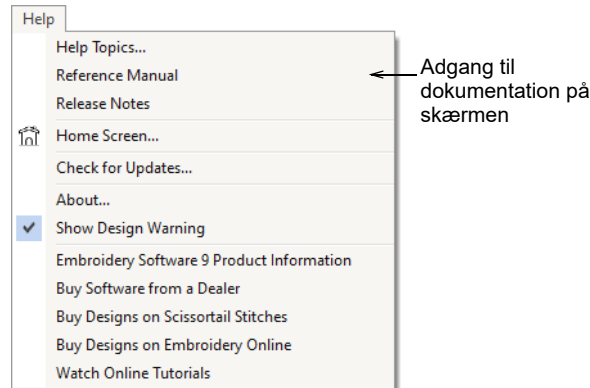 Help
Help Topics...
Reference Manual
Release Notes
Home Screen...
Check for Updates...
About...
Show Design Warning
Embroidery Software 9 Product Information
Buy Software from a Dealer
Buy Designs on Scissortail Stitches
Buy Designs on Embroidery Online
Watch Online Tutorials
Adgang til
dokumentation på
skærmen